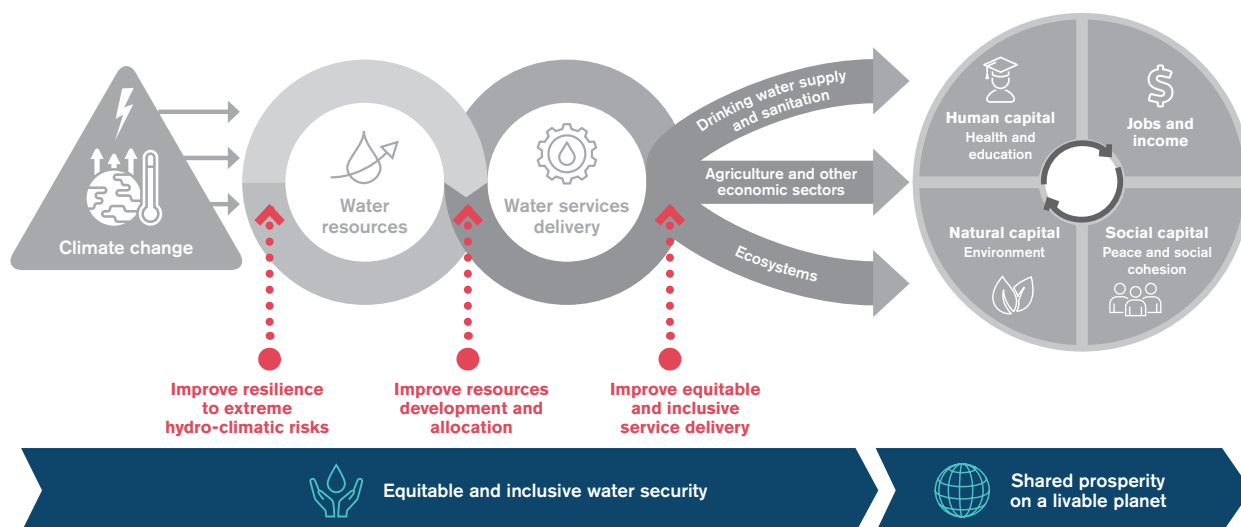 Climate change
Water
resources
Water services
delivery
Drinking water supply
and sanitation
Agriculture and other
economic sectors
Ecosystems
Human capital
Health and
education
Jobs and
income
Natural capital
Environment
Social capital
Peace and social
cohesion
Improve resilience
to extreme
hydro-climatic risks
Improve resources
development and
allocation
Improve equitable
and inclusive
service delivery
Equitable and inclusive water security
Shared prosperity
on a livable planet